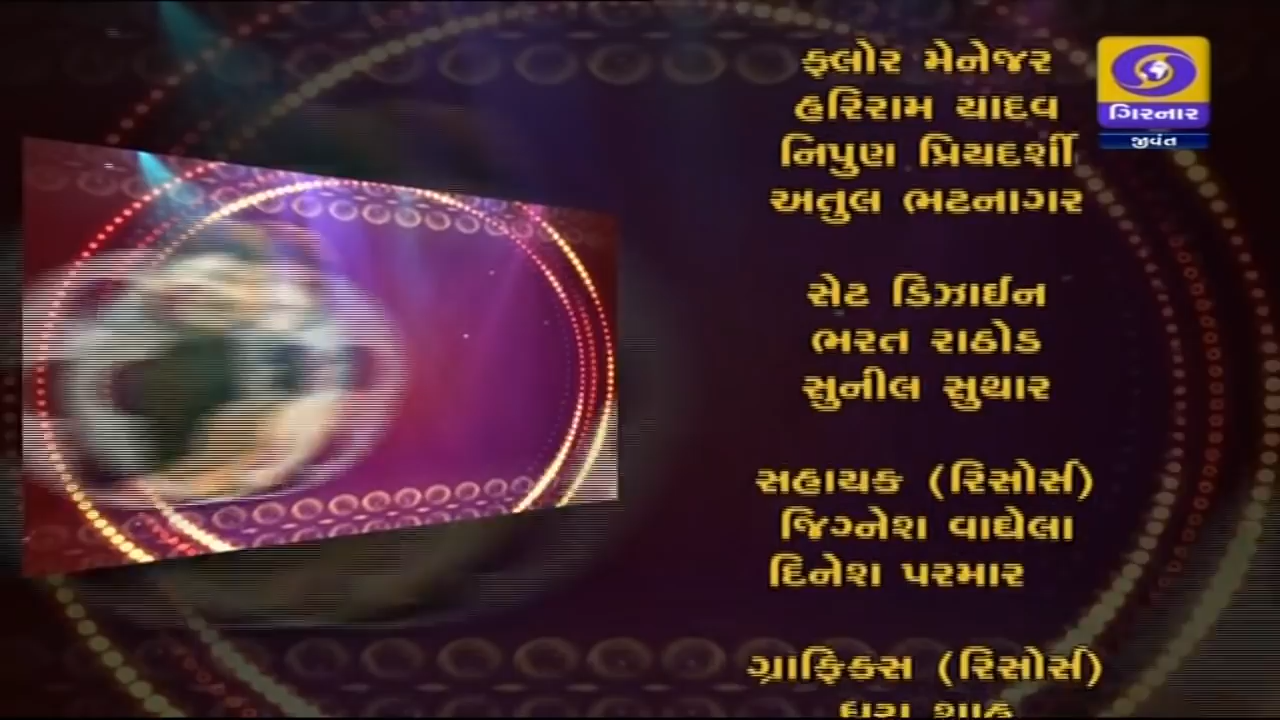 ફ્લોર મેનેજર
હરિરામ યાદવ
નિપુણ પ્રિયદર્શી
અતુલ ભટનાગર
સેટ ડિઝાઈન
ભરત રાઠોડ
સુનીલ સુથાર
સહાયક (રિસોર્સ)
જિગ્નેશ વાઘેલા
દિનેશ પરમાર
ગ્રાફિક્સ (રિસોર્સ)
ગિરનાર
જીવંત